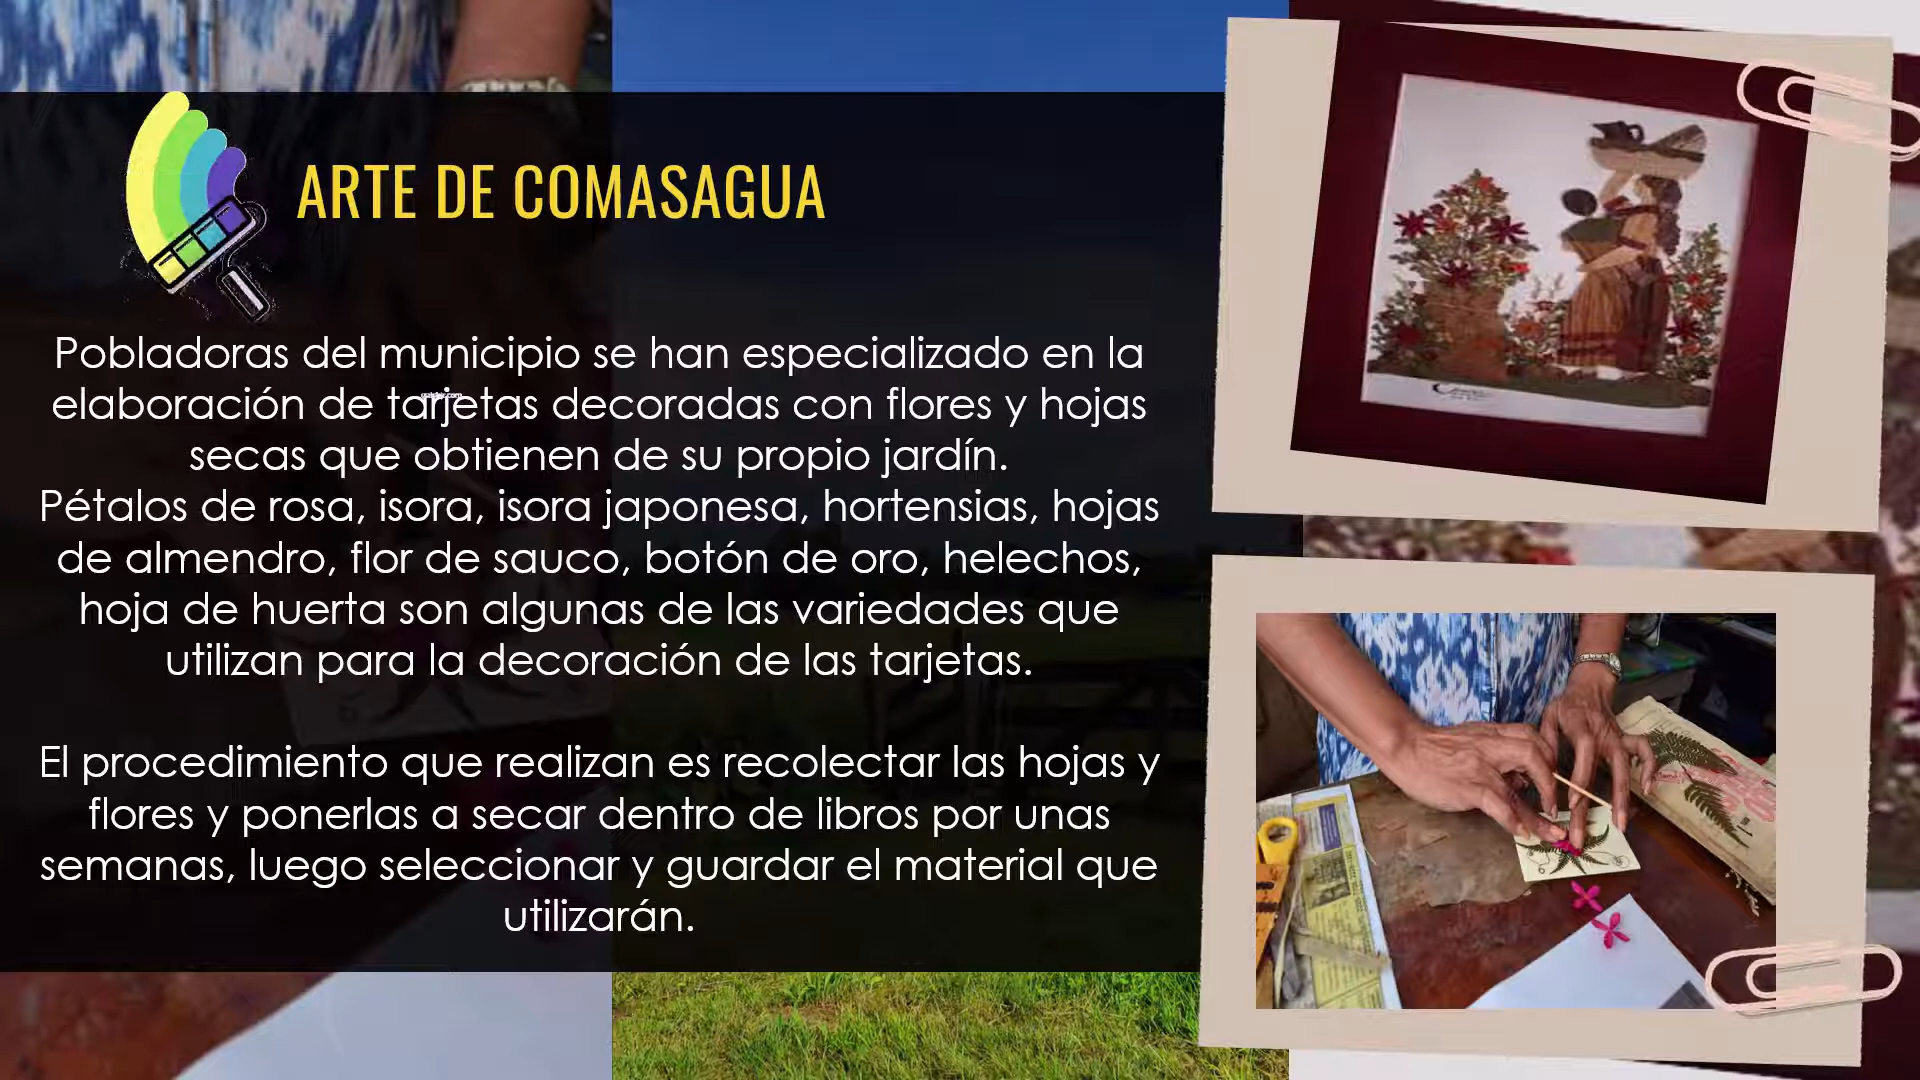 ARTE DE COMASAGUA
Pobladoras del municipio se han especializado en la
elaboración de tarjetas decoradas con flores y hojas
secas que obtienen de su propio jardín.
Pétalos de rosa, isora, isora japonesa, hortensias, hojas
de almendro, flor de sauco, botón de oro, helechos,
hoja de huerta son algunas de las variedades que
utilizan para la decoración de las tarjetas.
El procedimiento que realizan es recolectar las hojas y
flores y ponerlas a secar dentro de libros por unas
semanas, luego seleccionar y guardar el material que
utilizarán.